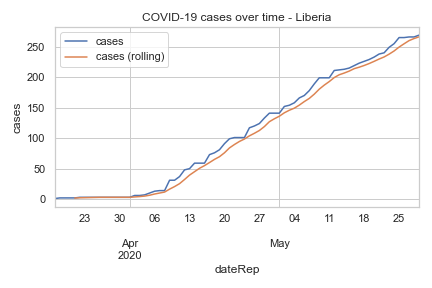 COVID-19 cases over time - Liberia
cases
cases (rolling)
250
200
150
100
50
0
cases
23 30 06 13 20 27 04 11 18 25
Apr May
2020
dateRep